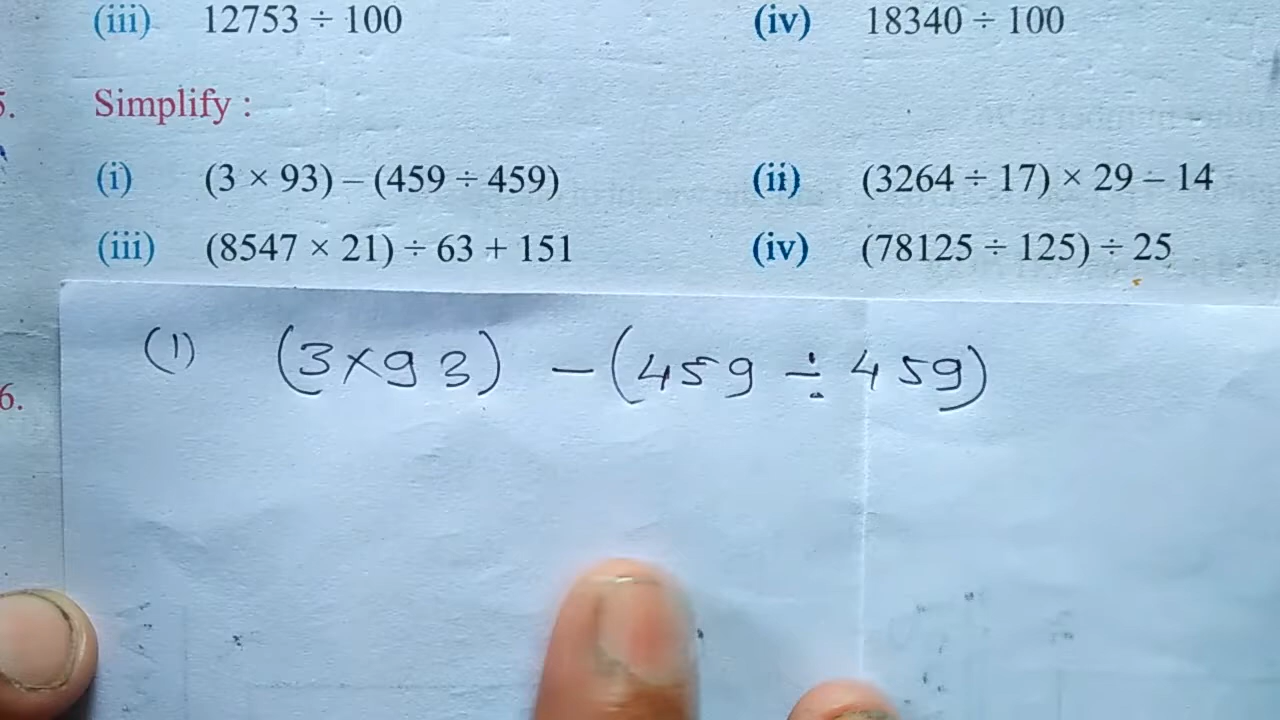 (iii) 12753 ÷ 100 (iv) 18340 ÷ 100
5. Simplify :
(i) (3 × 93) – (459 ÷ 459) (ii) (3264 ÷ 17) × 29 – 14
(iii) (8547 × 21) ÷ 63 + 151 (iv) (78125 ÷ 125) ÷ 25
(1) (3×93) – (459 ÷ 459)
6.